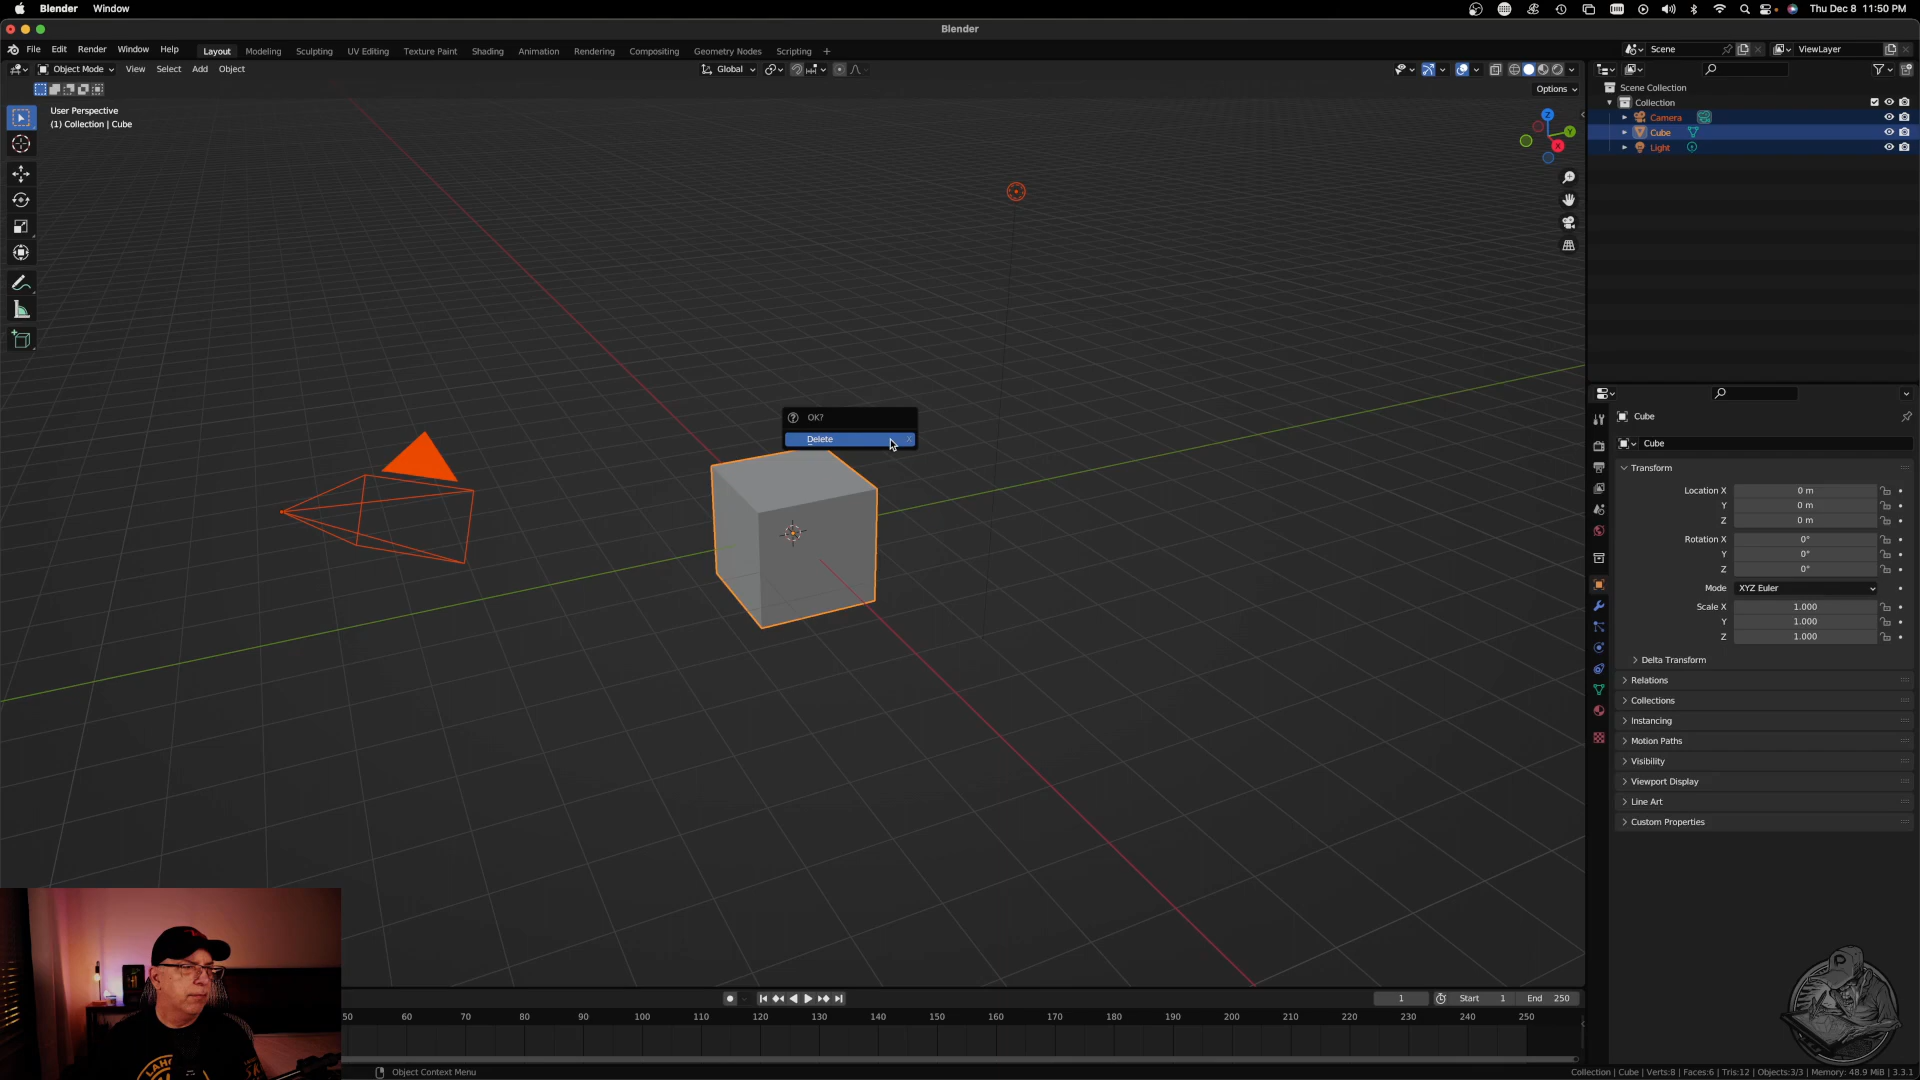 Blender Window Thu Dec 8 11:50 PM
Blender
File Edit Render Window Help Layout Modeling Sculpting UV Editing Texture Paint Shading Animation Rendering Compositing Geometry Nodes Scripting + Scene ViewLayer
Object Mode View Select Add Object Global
Options
User Perspective
(1) Collection | Cube
Z
Y
X
Scene Collection
Collection
Camera
Cube
Light
OK?
Delete X
Cube
Cube
Transform
Location X 0 m
Y 0 m
Z 0 m
Rotation X 0°
Y 0°
Z 0°
Mode XYZ Euler
Scale X 1.000
Y 1.000
Z 1.000
Delta Transform
Relations
Collections
Instancing
Motion Paths
Visibility
Viewport Display
Line Art
Custom Properties
1 Start 1 End 250
50 60 70 80 90 100 110 120 130 140 150 160 170 180 190 200 210 220 230 240 250
Object Context Menu
Collection | Cube | Verts:8 | Faces:6 | Tris:12 | Objects:3/3 | Memory: 48.9 MiB | 3.3.1